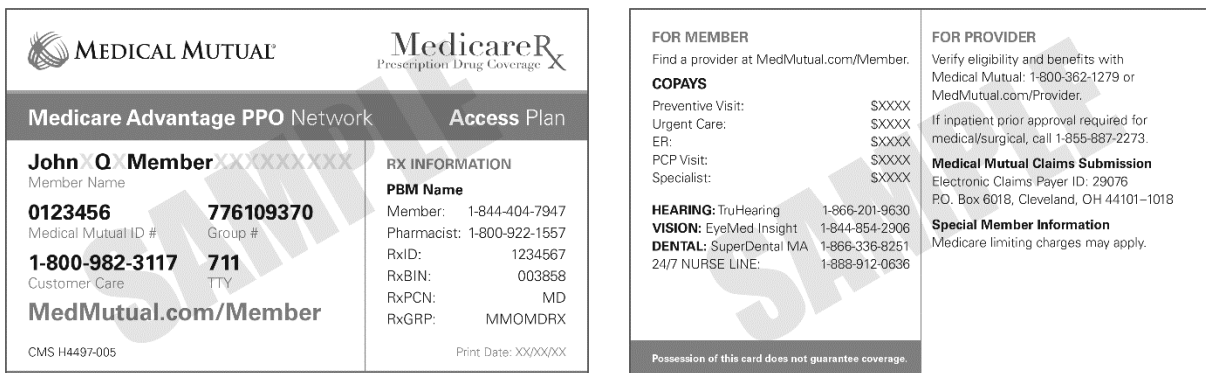 MEDICAL MUTUAL®
MedicareRx
Prescription Drug Coverage
Medicare Advantage PPO Network Access Plan
JohnXQXMemberXXXXXXXXX
Member Name
0123456 776109370
Medical Mutual ID # Group #
1-800-982-3117 711
Customer Care TTY
MedMutual.com/Member
CMS H4497-005
RX INFORMATION
PBM Name
Member: 1-844-404-7947
Pharmacist: 1-800-922-1557
RxID: 1234567
RxBIN: 003858
RxPCN: MD
RxGRP: MMOMDRX
Print Date: XX/XX/XX
SAMPLE
FOR MEMBER
Find a provider at MedMutual.com/Member.
COPAYS
Preventive Visit: $XXXX
Urgent Care: $XXXX
ER: $XXXX
PCP Visit: $XXXX
Specialist: $XXXX
HEARING: TruHearing 1-866-201-9630
VISION: EyeMed Insight 1-844-854-2906
DENTAL: SuperDental MA 1-866-336-8251
24/7 NURSE LINE: 1-888-912-0636
Possession of this card does not guarantee coverage.
FOR PROVIDER
Verify eligibility and benefits with
Medical Mutual: 1-800-362-1279 or
MedMutual.com/Provider.
If inpatient prior approval required for
medical/surgical, call 1-855-887-2273.
Medical Mutual Claims Submission
Electronic Claims Payer ID: 29076
P.O. Box 6018, Cleveland, OH 44101–1018
Special Member Information
Medicare limiting charges may apply.
SAMPLE